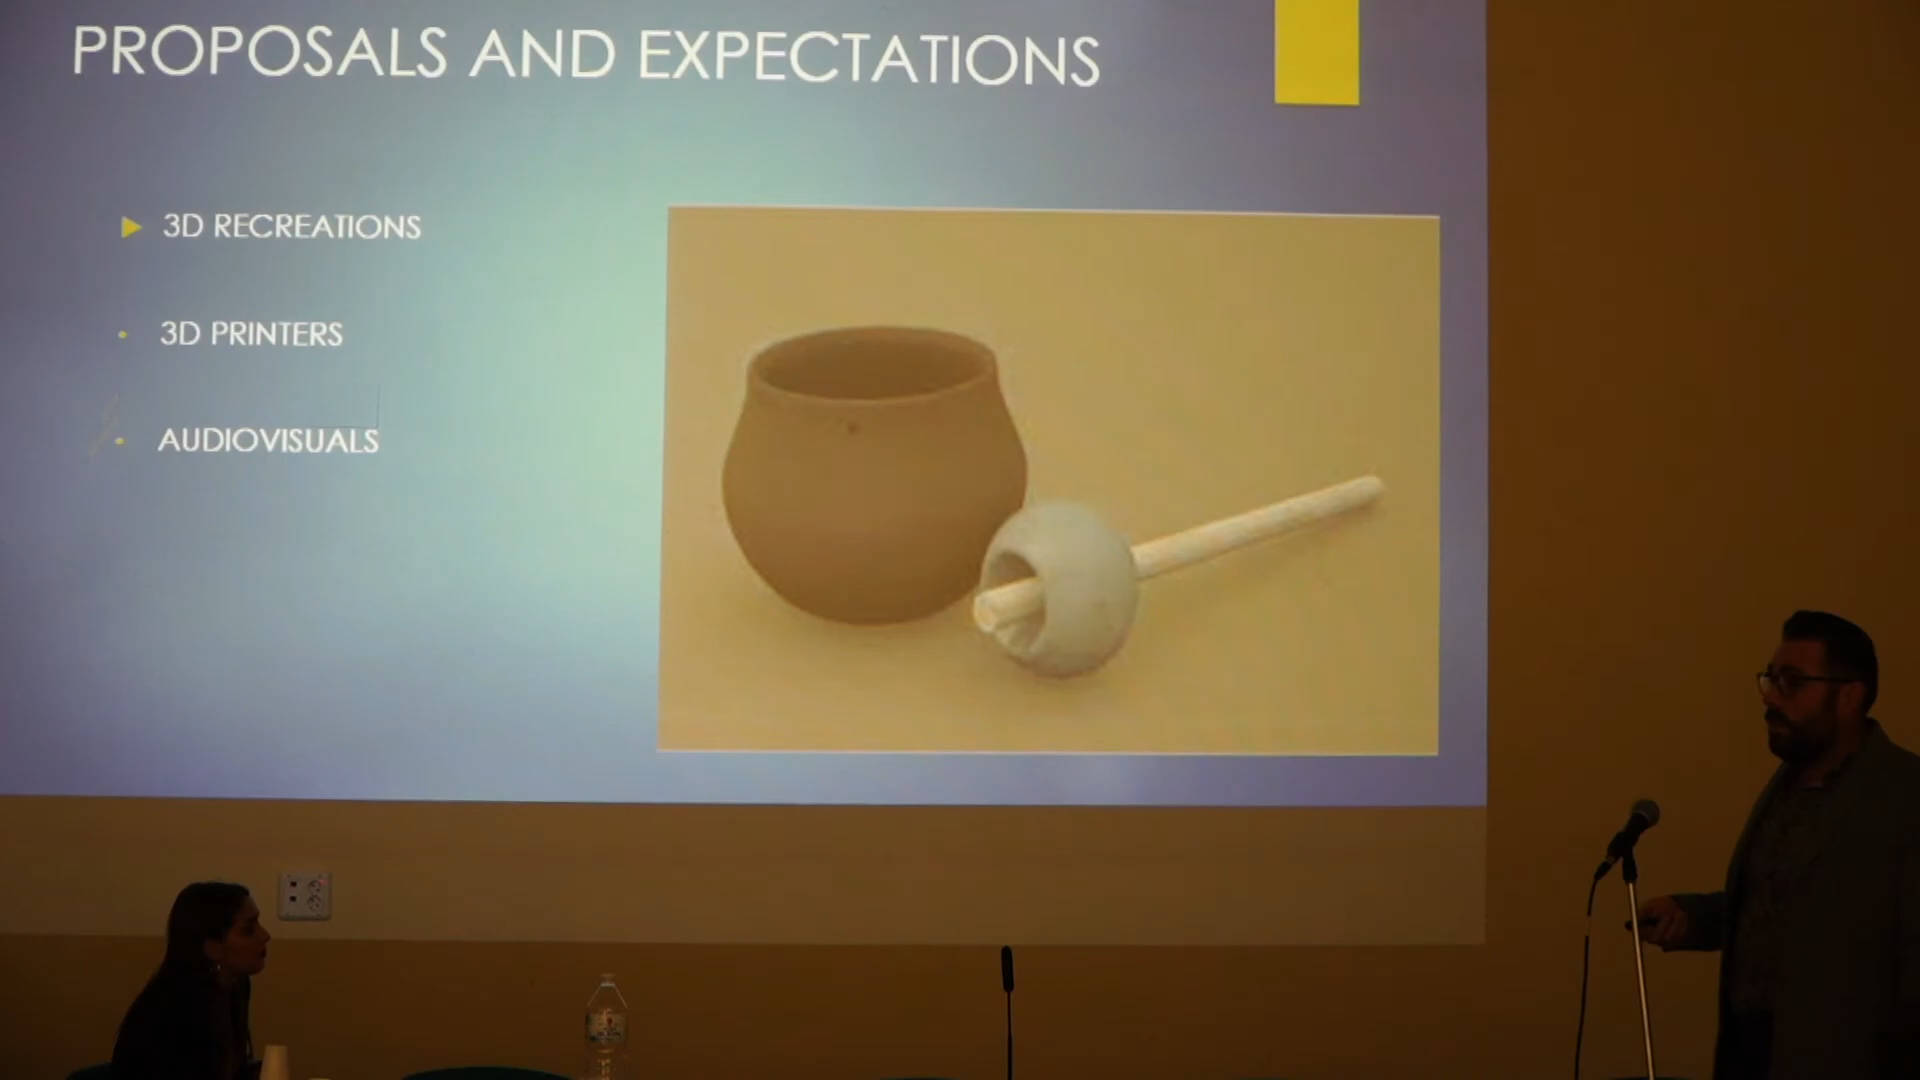 PROPOSALS AND EXPECTATIONS
3D RECREATIONS
3D PRINTERS
AUDIOVISUALS